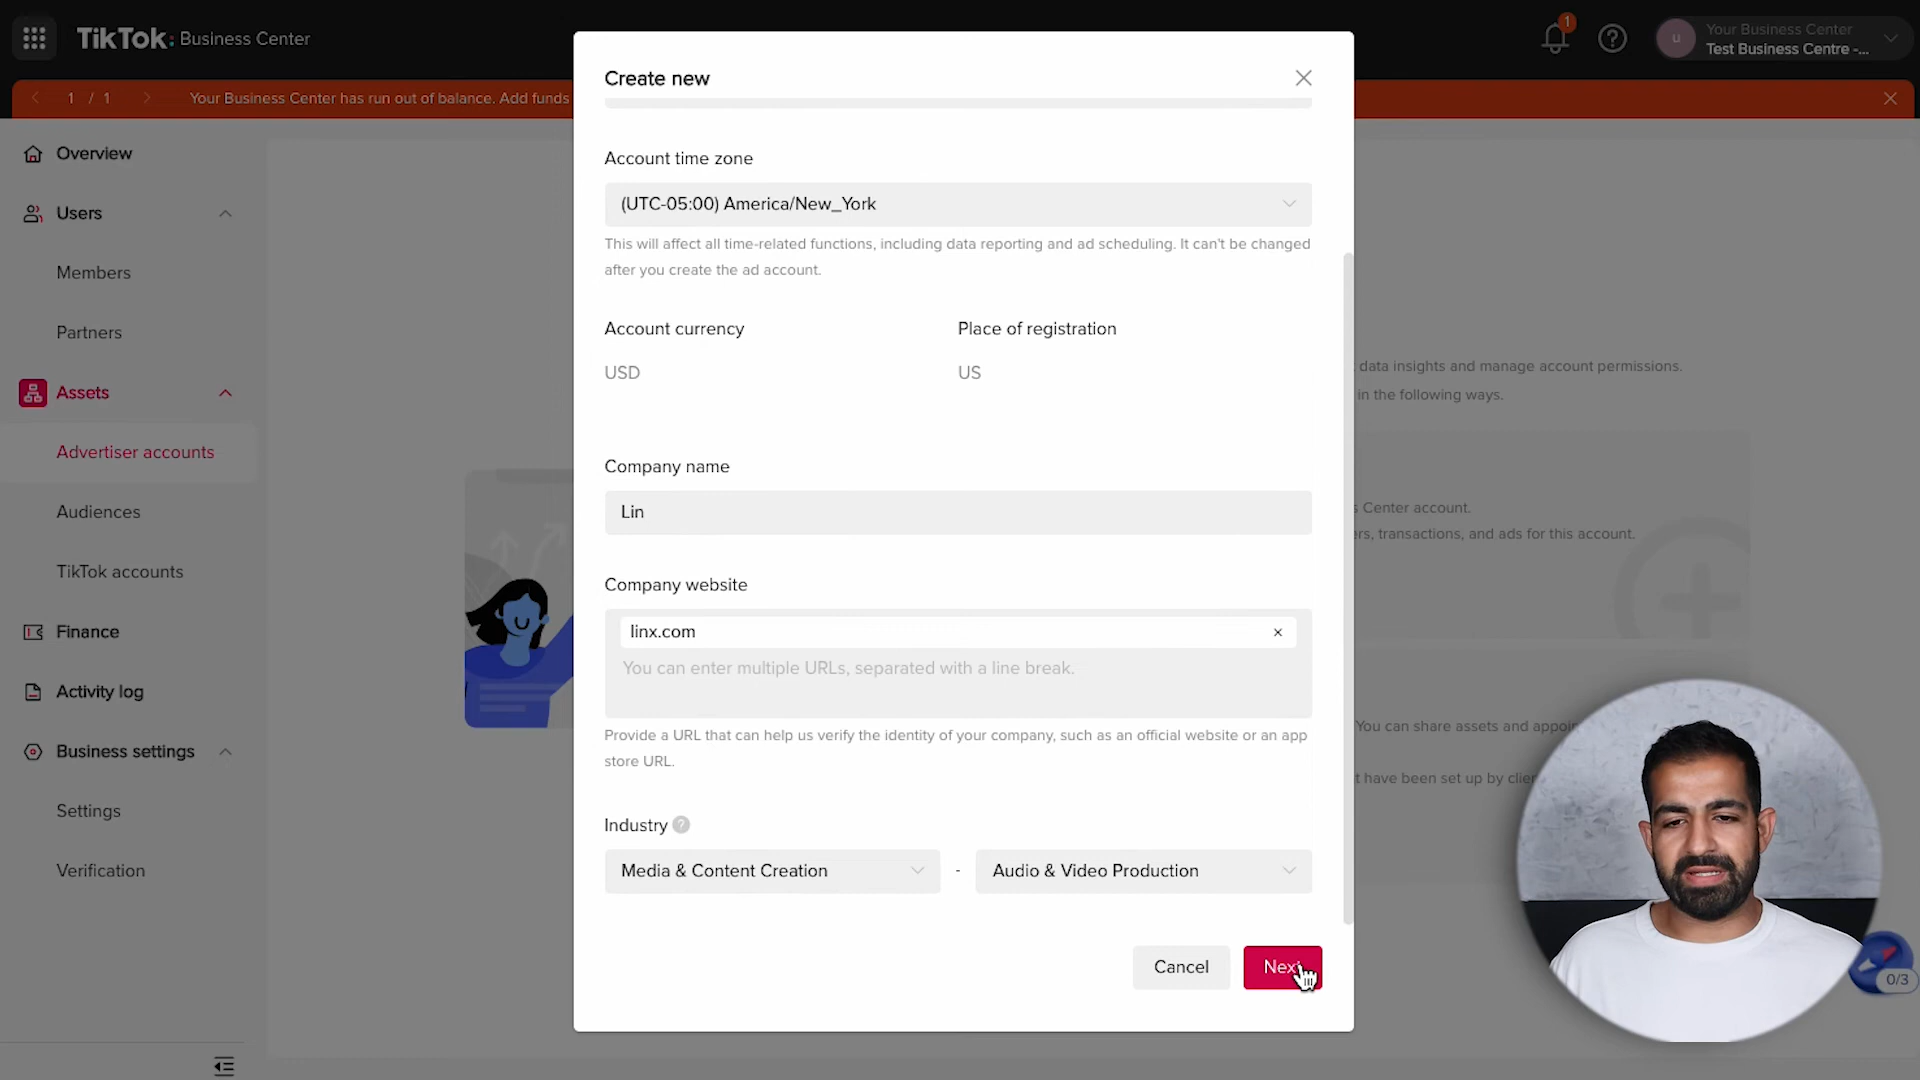 TikTok: Business Center
1
Your Business Center
u
Test Business Centre -...
1 / 1
Your Business Center has run out of balance. Add funds
Create new
Overview
Users
Members
Partners
Assets
Advertiser accounts
Audiences
TikTok accounts
Finance
Activity log
Business settings
Settings
Verification
Account time zone
(UTC-05:00) America/New_York
This will affect all time-related functions, including data reporting and ad scheduling. It can't be changed
after you create the ad account.
Account currency
Place of registration
USD
US
Company name
Lin
Company website
linx.com
You can enter multiple URLs, separated with a line break.
Provide a URL that can help us verify the identity of your company, such as an official website or an app
store URL.
Industry ?
Media & Content Creation
-
Audio & Video Production
Cancel
Next
data insights and manage account permissions.
in the following ways.
Center account.
transactions, and ads for this account.
You can share assets and
t have been set up by
0/3